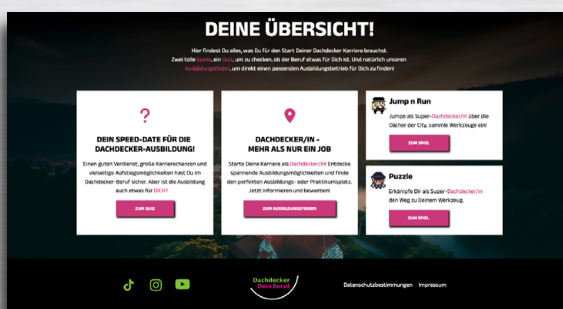 DEINE ÜBERSICHT!
Hier findest Du alles, was Du für den Start Deiner Dachdecker Karriere brauchst.
Zwei tolle Spiele, ein Quiz, um zu checken, ob der Beruf etwas für Dich ist. Und natürlich unseren
Ausbildungsfinder, um direkt einen passenden Ausbildungsbetrieb für Dich zu finden!
DEIN SPEED-DATE FÜR DIE
DACHDECKER-AUSBILDUNG!
Einen guten Verdienst, große Karrierechancen und
vielseitige Aufstiegsmöglichkeiten hast Du im
Dachdecker-Beruf sicher. Aber ist die Ausbildung
auch etwas für DICH?
ZUM QUIZ
DACHDECKER/IN -
MEHR ALS NUR EIN JOB
Starte Deine Karriere als Dachdecker/in! Entdecke
spannende Ausbildungsmöglichkeiten und finde
den perfekten Ausbildungs- oder Praktikumsplatz.
Jetzt informieren und bewerben!
ZUM AUSBILDUNGSFINDER
Jump n Run
Jumpe als Super-Dachdecker/in über die
Dächer der City, sammle Werkzeuge ein!
ZUM SPIEL
Puzzle
Erkämpfe Dir als Super-Dachdecker/in
den Weg zu Deinem Werkzeug.
ZUM SPIEL
Dachdecker
Dein Beruf
Datenschutzbestimmungen Impressum